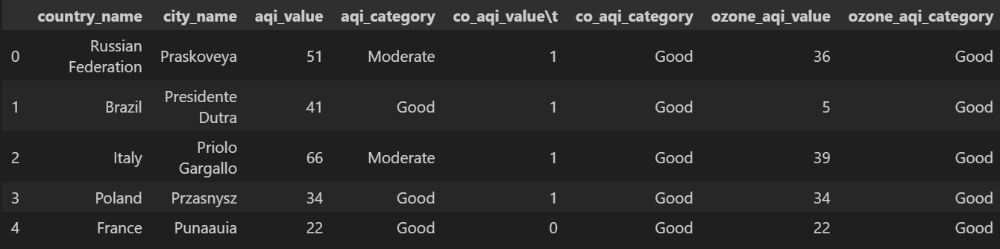 country_name city_name aqi_value aqi_category co_aqi_value\t co_aqi_category ozone_aqi_value ozone_aqi_category
0 Russian Federation Praskoveya 51 Moderate 1 Good 36 Good
1 Brazil Presidente Dutra 41 Good 1 Good 5 Good
2 Italy Priolo Gargallo 66 Moderate 1 Good 39 Good
3 Poland Przasnysz 34 Good 1 Good 34 Good
4 France Punaauia 22 Good 0 Good 22 Good